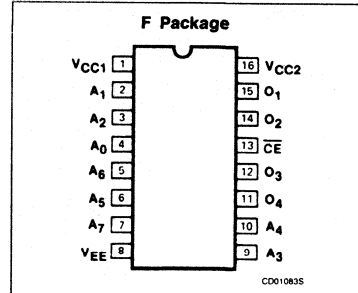 F Package
VCC1 1 16 VCC2
A1 2 15 O1
A2 3 14 O2
A0 4 13 C̅E̅
A6 5 12 O3
A5 6 11 O4
A7 7 10 A4
VEE 8 9 A3
CD01083S